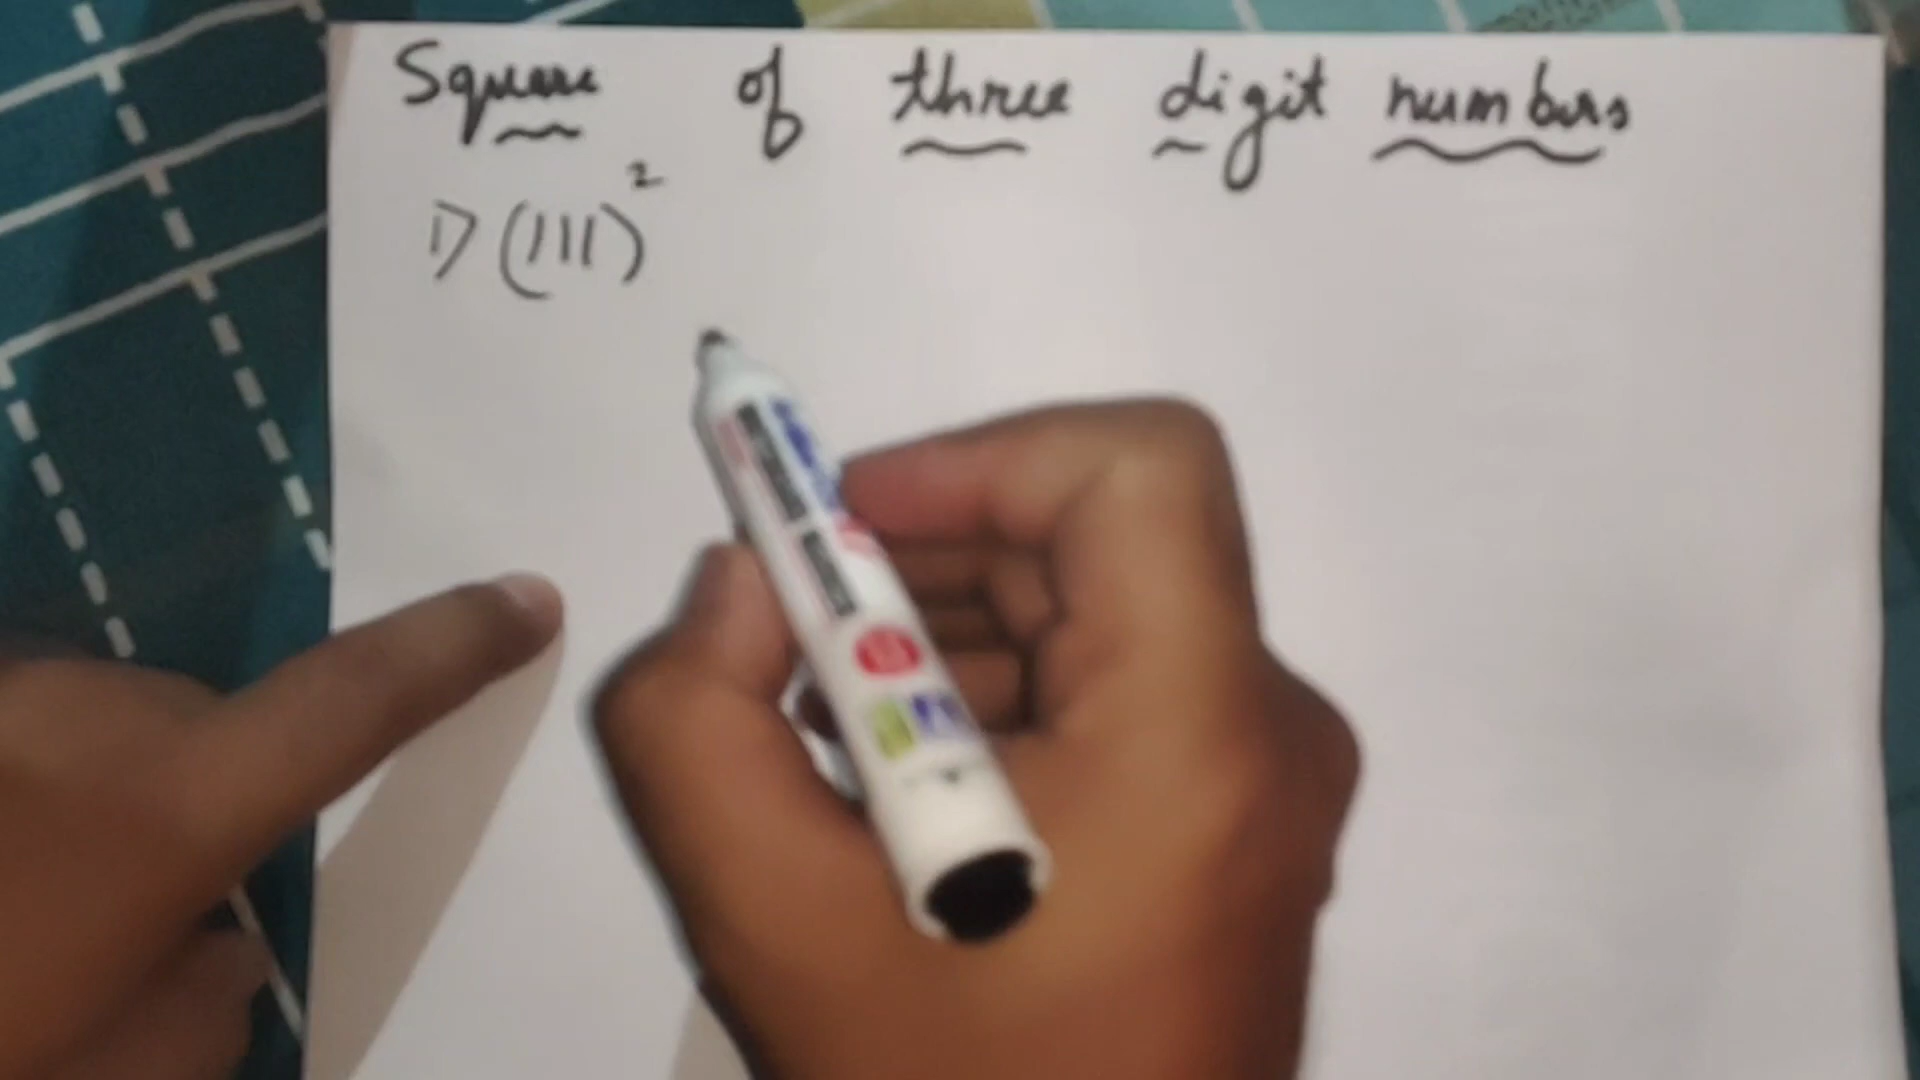 Square of three digit numbers
1) (111)²